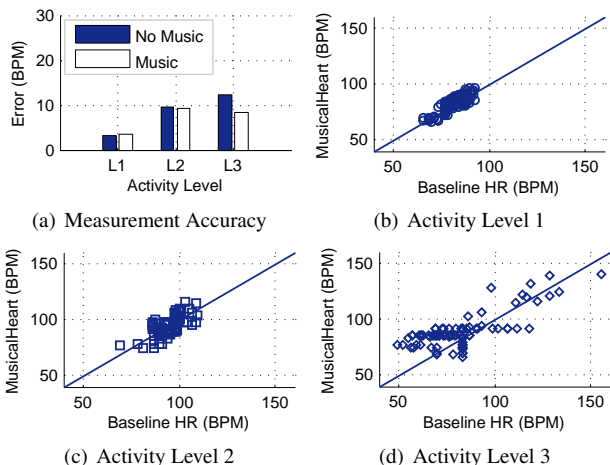 30
20
10
0
Error (BPM)
No Music
Music
L1 L2 L3
Activity Level
(a) Measurement Accuracy
150
100
50
MusicalHeart (BPM)
50 100 150
Baseline HR (BPM)
(b) Activity Level 1
150
100
50
MusicalHeart (BPM)
50 100 150
Baseline HR (BPM)
(c) Activity Level 2
150
100
50
MusicalHeart (BPM)
50 100 150
Baseline HR (BPM)
(d) Activity Level 3